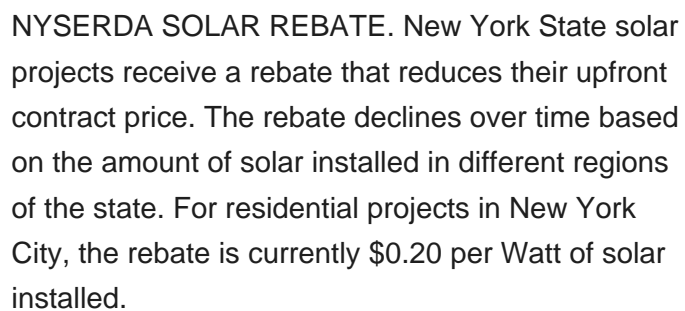 NYSERDA SOLAR REBATE. New York State solar
projects receive a rebate that reduces their upfront
contract price. The rebate declines over time based
on the amount of solar installed in different regions
of the state. For residential projects in New York
City, the rebate is currently $0.20 per Watt of solar
installed.